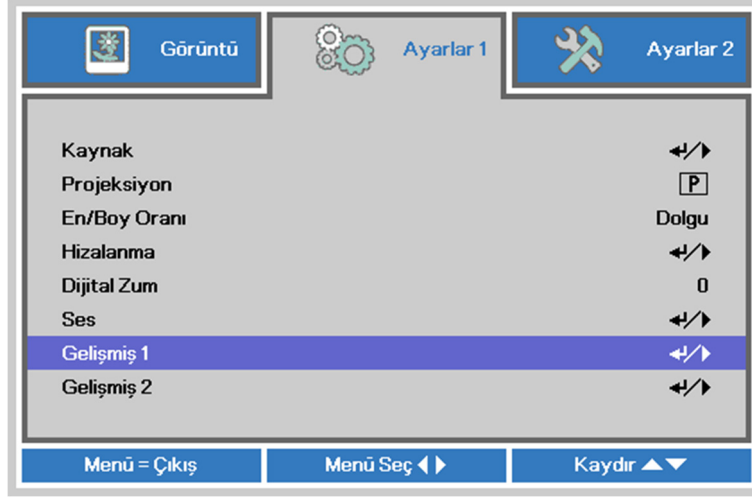 Görüntü Ayarlar 1 Ayarlar 2
Kaynak ↵/▶
Projeksiyon P
En/Boy Oranı Dolgu
Hizalanma ↵/▶
Dijital Zum 0
Ses ↵/▶
Gelişmiş 1 ↵/▶
Gelişmiş 2 ↵/▶
Menü = Çıkış Menü Seç ◀▶ Kaydır ▲▼